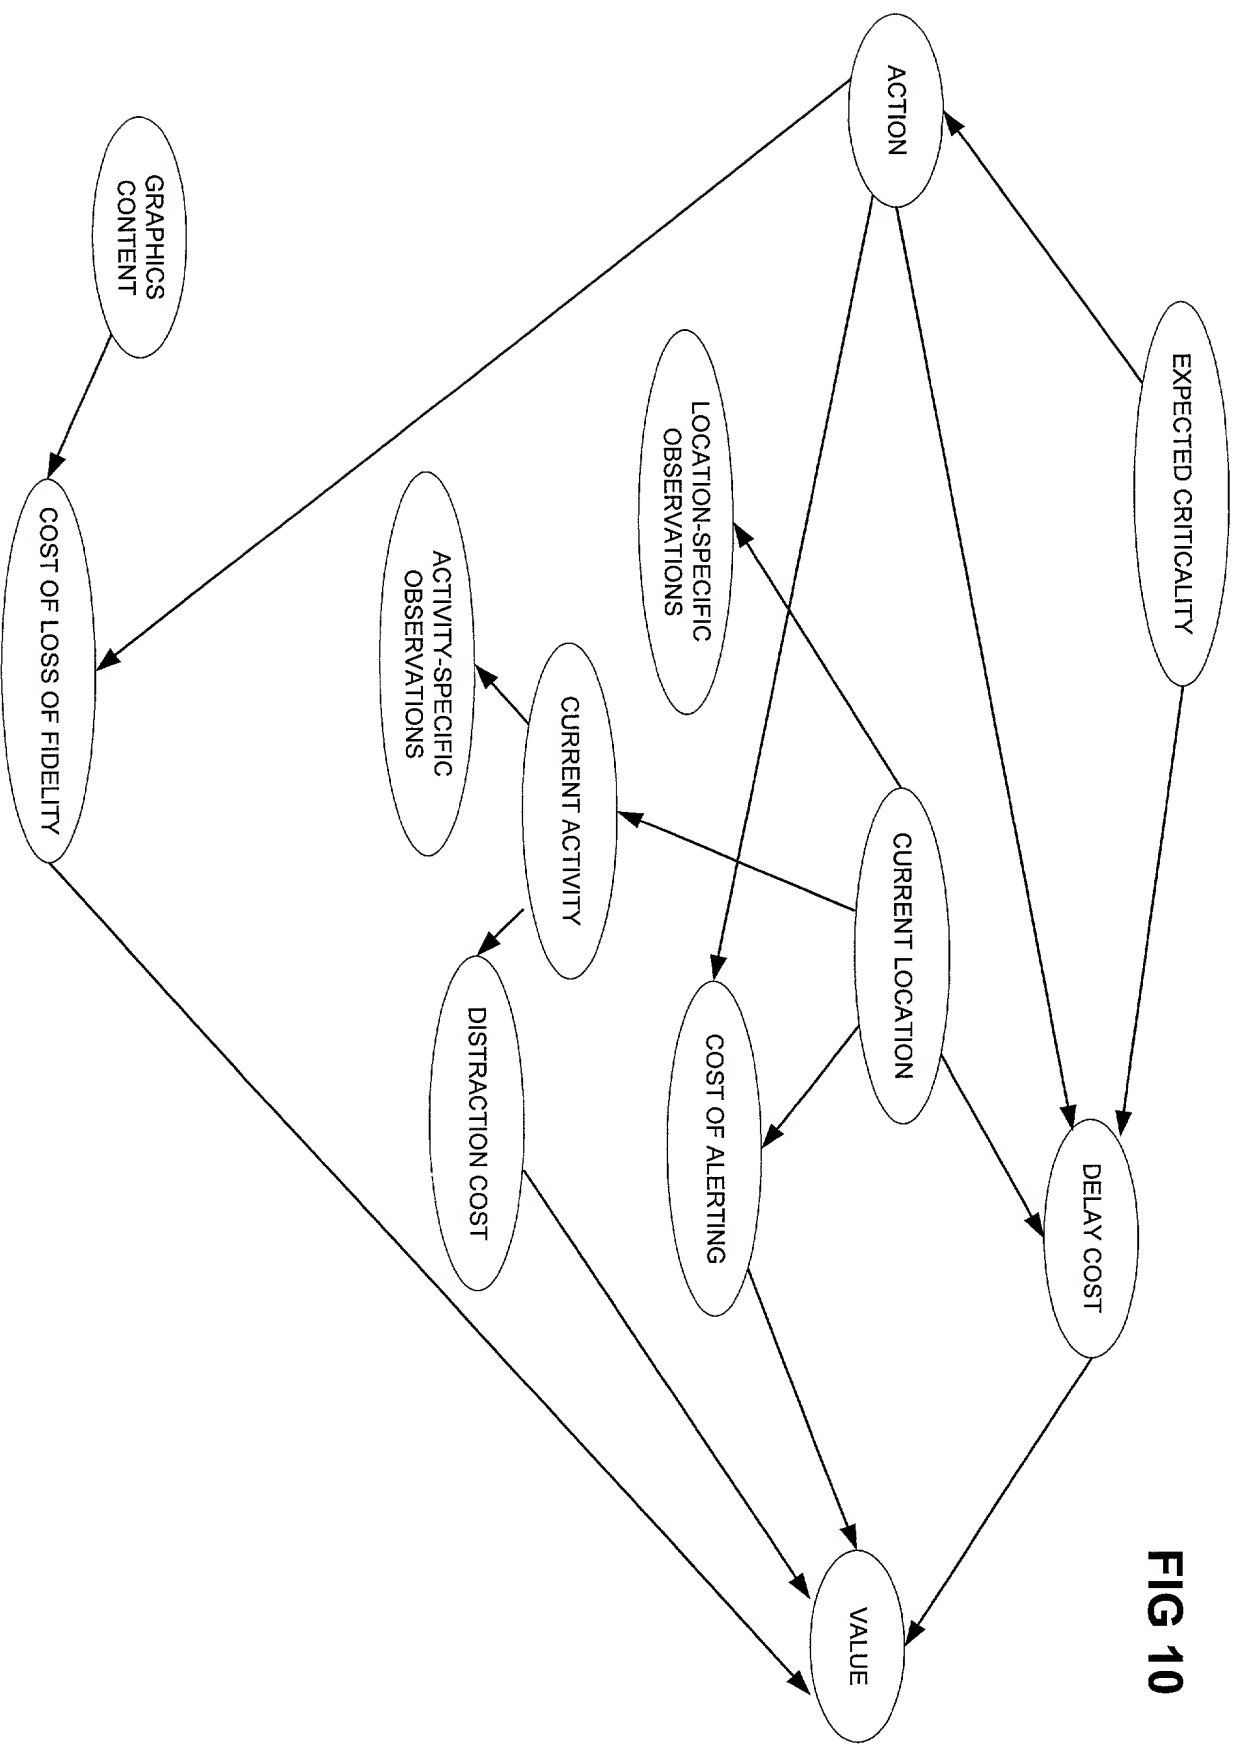 FIG 10
EXPECTED CRITICALITY
DELAY COST
ACTION
CURRENT LOCATION
VALUE
LOCATION-SPECIFIC
OBSERVATIONS
COST OF ALERTING
CURRENT ACTIVITY
ACTIVITY-SPECIFIC
OBSERVATIONS
DISTRACTION COST
GRAPHICS
CONTENT
COST OF LOSS OF FIDELITY